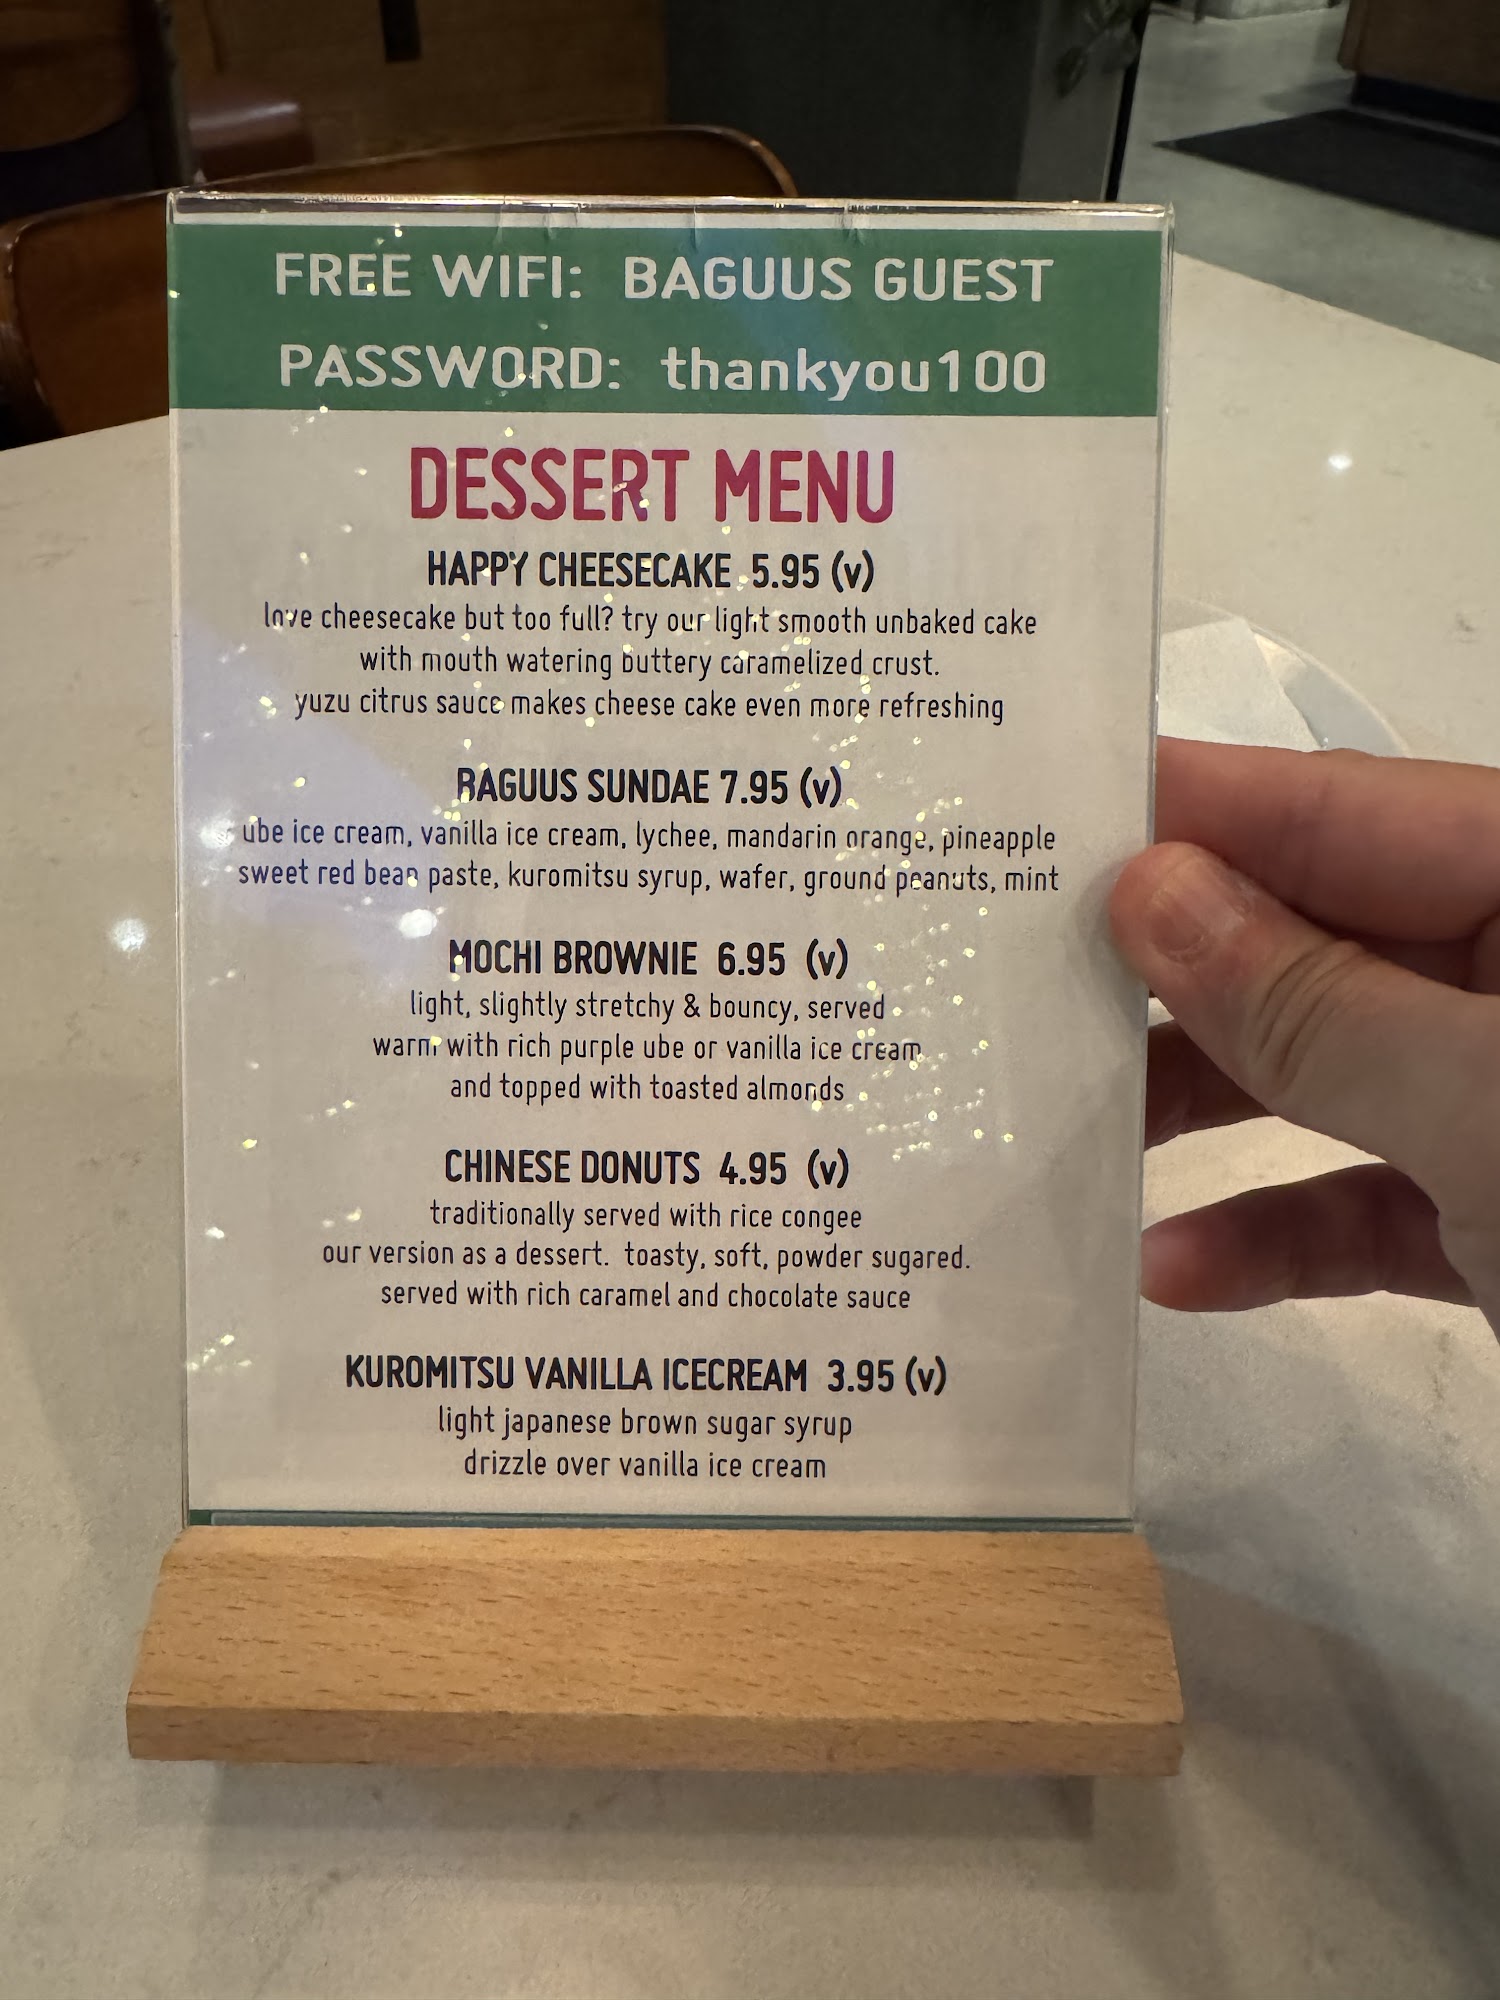 FREE WIFI: BAGUUS GUEST
PASSWORD: thankyou100
DESSERT MENU
HAPPY CHEESECAKE 5.95 (v)
love cheesecake but too full? try our light smooth unbaked cake
with mouth watering buttery caramelized crust.
yuzu citrus sauce makes cheese cake even more refreshing
BAGUUS SUNDAE 7.95 (v)
ube ice cream, vanilla ice cream, lychee, mandarin orange, pineapple
sweet red bean paste, kuromitsu syrup, wafer, ground peanuts, mint
MOCHI BROWNIE 6.95 (v)
light, slightly stretchy & bouncy, served
warm with rich purple ube or vanilla ice cream
and topped with toasted almonds
CHINESE DONUTS 4.95 (v)
traditionally served with rice congee
our version as a dessert. toasty, soft, powder sugared.
served with rich caramel and chocolate sauce
KUROMITSU VANILLA ICECREAM 3.95 (v)
light japanese brown sugar syrup
drizzle over vanilla ice cream